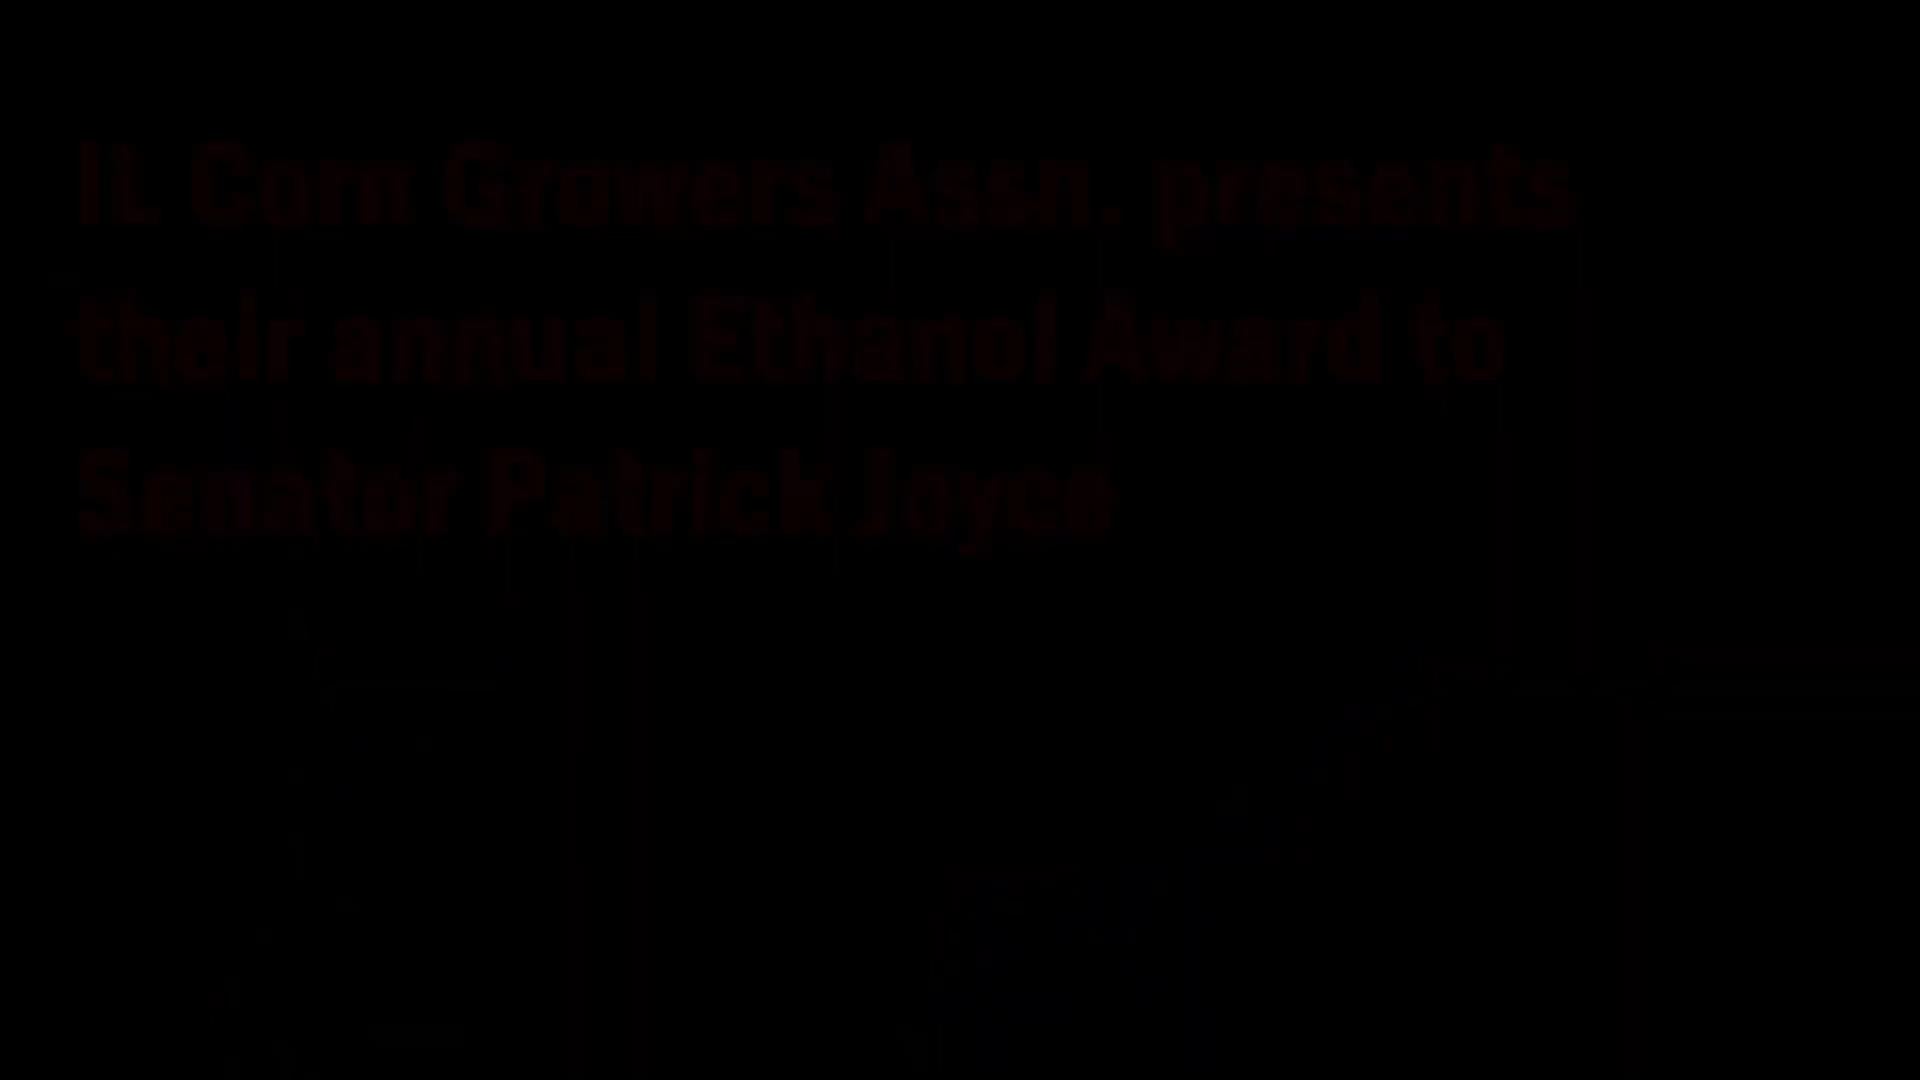 IL Corn Growers Assn. presents
their annual Ethanol Award to
Senator Patrick Joyce